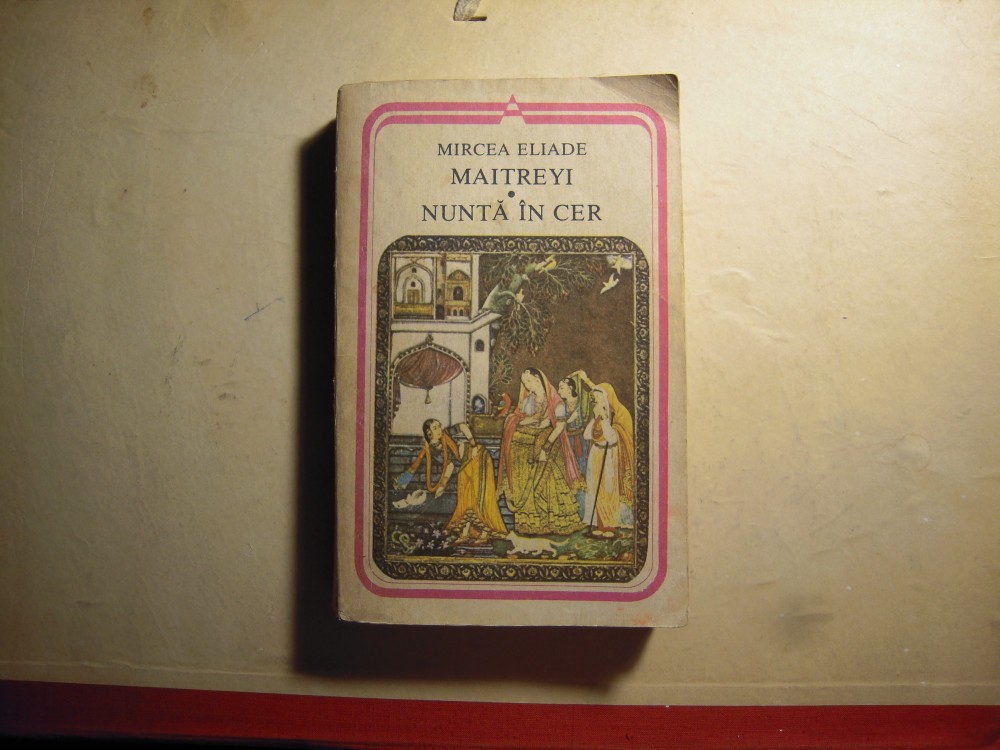 MIRCEA ELIADE
MAITREYI
•
NUNTĂ ÎN CER